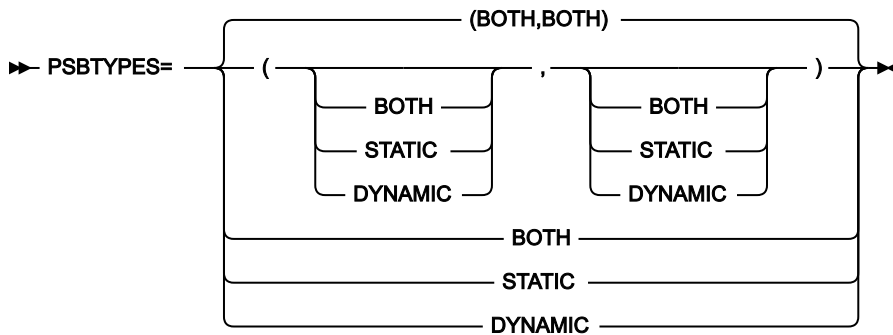 (BOTH,BOTH)
PSBTYPES= ( , )
BOTH BOTH
STATIC STATIC
DYNAMIC DYNAMIC
BOTH
STATIC
DYNAMIC